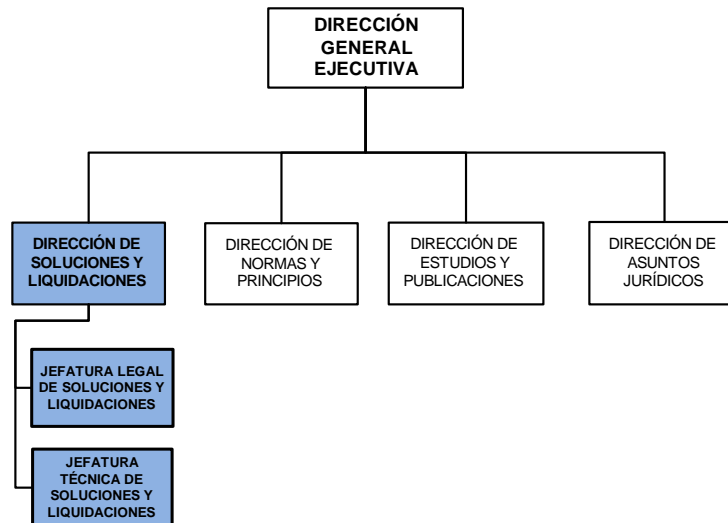 DIRECCIÓN
GENERAL
EJECUTIVA
DIRECCIÓN DE
SOLUCIONES Y
LIQUIDACIONES
DIRECCIÓN DE
NORMAS Y
PRINCIPIOS
DIRECCIÓN DE
ESTUDIOS Y
PUBLICACIONES
DIRECCIÓN DE
ASUNTOS
JURÍDICOS
JEFATURA LEGAL
DE SOLUCIONES Y
LIQUIDACIONES
JEFATURA
TÉCNICA DE
SOLUCIONES Y
LIQUIDACIONES